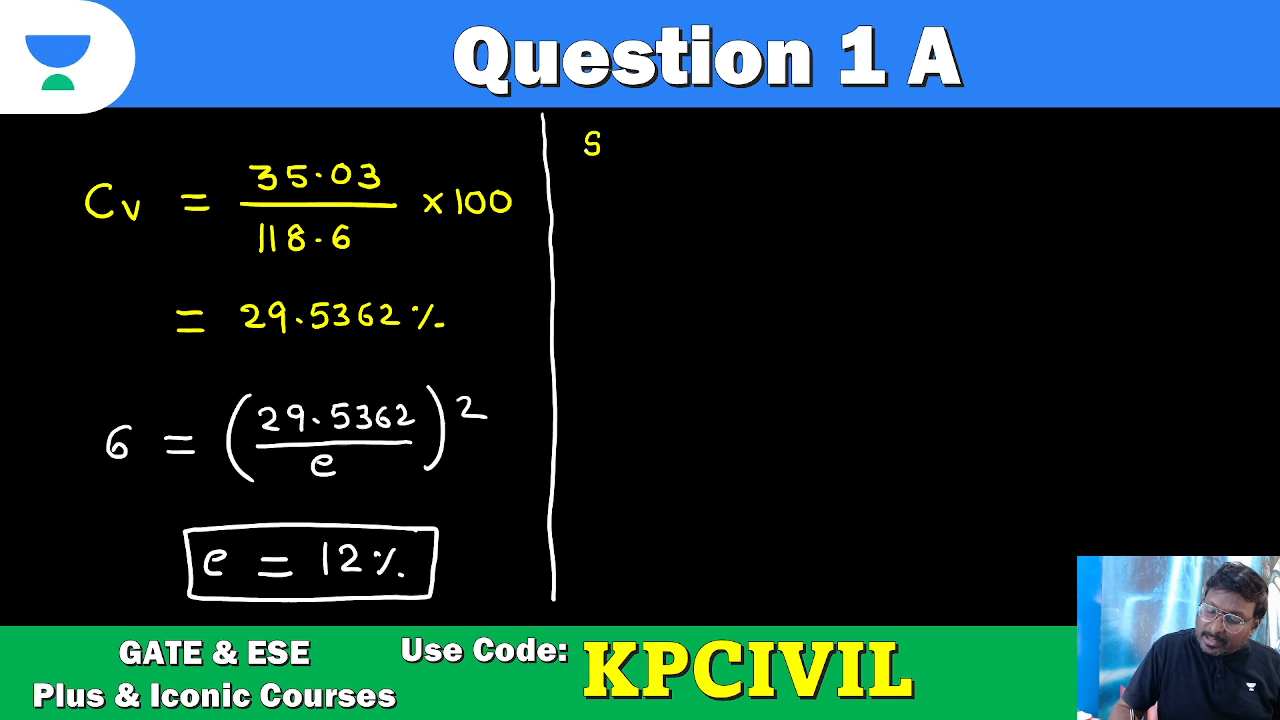 Question 1 A
Cv = 35.03 / 118.6 × 100
= 29.5362 %
6 = (29.5362 / e)²
e = 12 %
S
GATE & ESE
Plus & Iconic Courses
Use Code: KPCIVIL